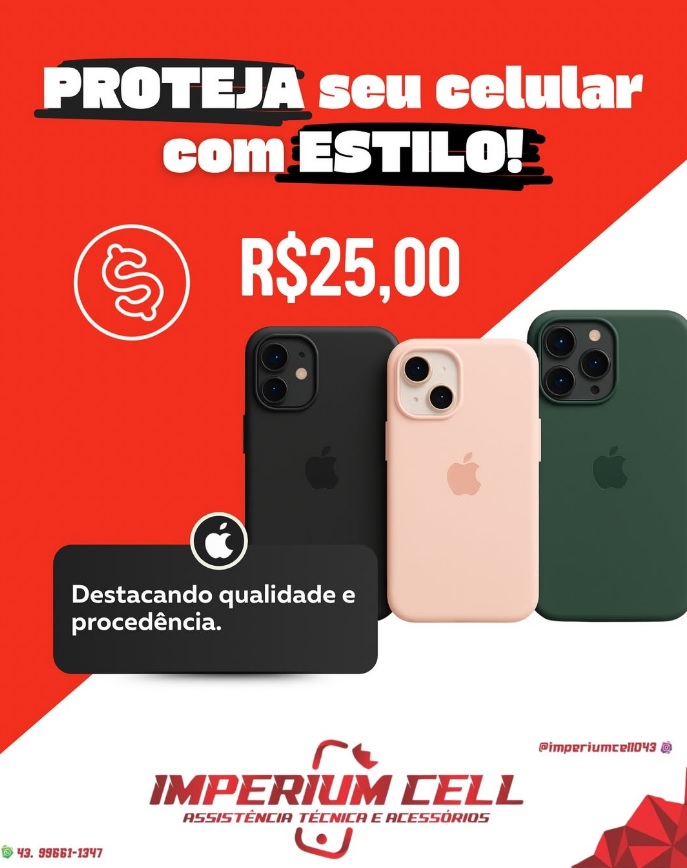 PROTEJA seu celular
com ESTILO!
R$25,00
Destacando qualidade e
procedência.
@imperiumcell043
IMPERIUM CELL
ASSISTÊNCIA TÉCNICA E ACESSÓRIOS
43. 99661-1347